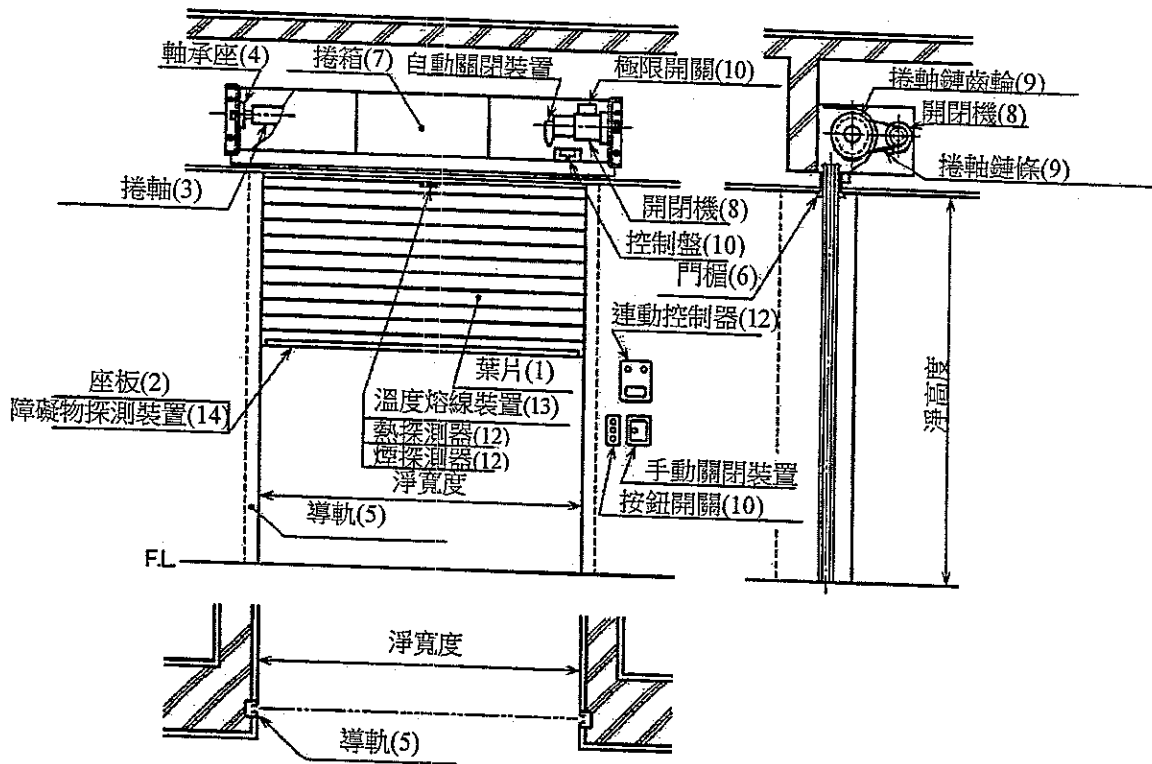 軸承座(4)
捲箱(7)
自動關閉裝置
極限開關(10)
捲軸鏈齒輪(9)
開閉機(8)
捲軸鏈條(9)
捲軸(3)
開閉機(8)
控制盤(10)
門楣(6)
連動控制器(12)
葉片(1)
座板(2)
障礙物探測裝置(14)
溫度熔線裝置(13)
熱探測器(12)
煙探測器(12)
淨寬度
手動關閉裝置
按鈕開關(10)
導軌(5)
淨高度
F.L.
淨寬度
導軌(5)